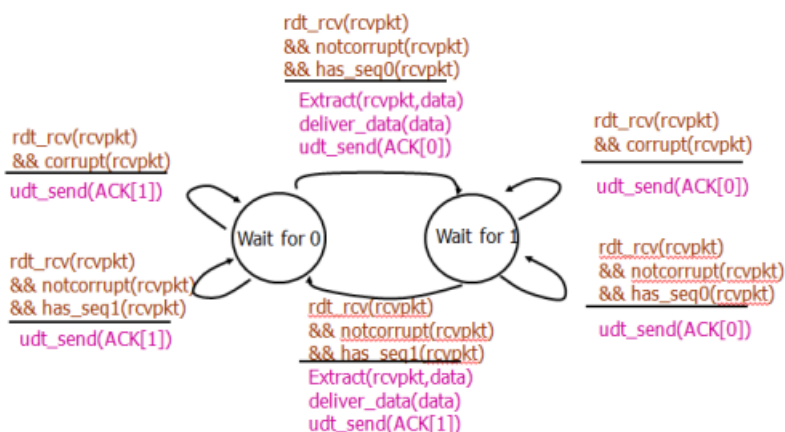 rdt_rcv(rcvpkt)
&& notcorrupt(rcvpkt)
&& has_seq0(rcvpkt)
Extract(rcvpkt,data)
deliver_data(data)
udt_send(ACK[0])
rdt_rcv(rcvpkt)
&& corrupt(rcvpkt)
udt_send(ACK[1])
rdt_rcv(rcvpkt)
&& corrupt(rcvpkt)
udt_send(ACK[0])
Wait for 0
Wait for 1
rdt_rcv(rcvpkt)
&& notcorrupt(rcvpkt)
&& has_seq1(rcvpkt)
udt_send(ACK[1])
rdt_rcv(rcvpkt)
&& notcorrupt(rcvpkt)
&& has_seq0(rcvpkt)
udt_send(ACK[0])
rdt_rcv(rcvpkt)
&& notcorrupt(rcvpkt)
&& has_seq1(rcvpkt)
Extract(rcvpkt,data)
deliver_data(data)
udt_send(ACK[1])